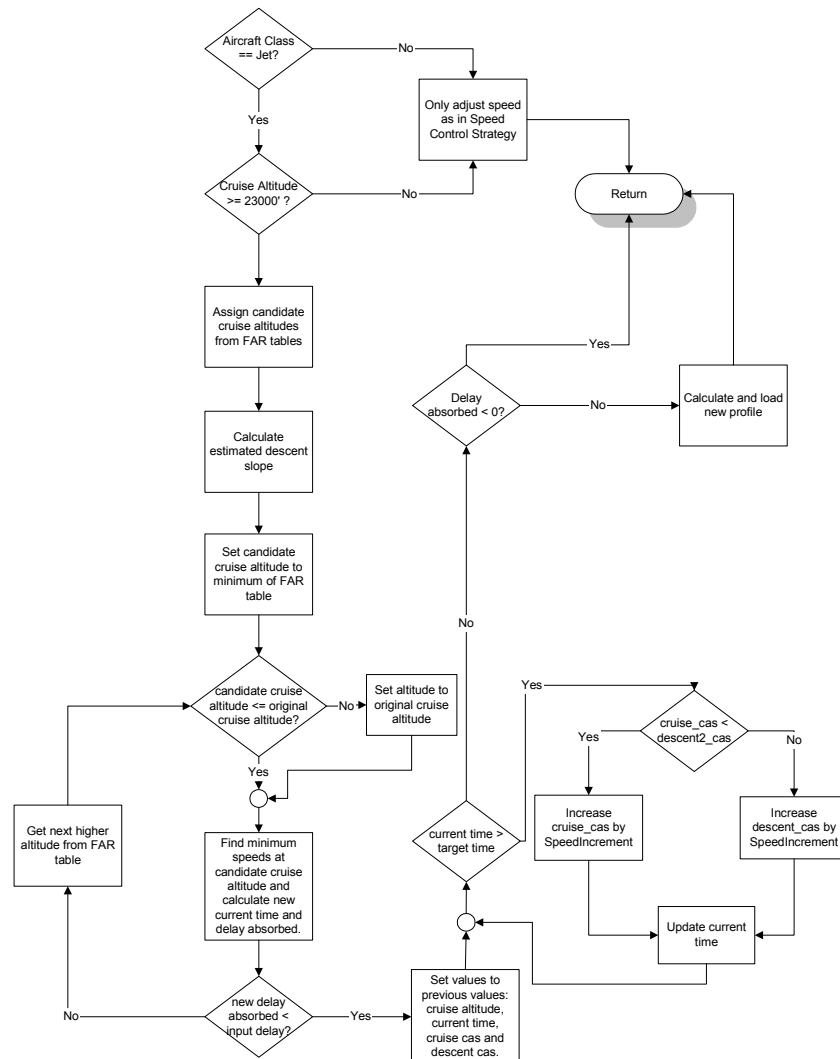 Aircraft Class
== Jet?
No
Only adjust speed
as in Speed
Control Strategy
Yes
Cruise Altitude
>= 23000' ?
No
Return
Assign candidate
cruise altitudes
from FAR tables
Yes
Delay
absorbed < 0?
No
Calculate and load
new profile
Calculate
estimated descent
slope
Set candidate
cruise altitude to
minimum of FAR
table
No
candidate cruise
altitude <= original
cruise altitude?
No
Set altitude to
original cruise
altitude
Yes
Yes
cruise_cas <
descent2_cas
Yes
No
Get next higher
altitude from FAR
table
Find minimum
speeds at
candidate cruise
altitude and
calculate new
current time and
delay absorbed.
current time >
target time
Increase
cruise_cas by
SpeedIncrement
Increase
descent_cas by
SpeedIncrement
Update current
time
No
new delay
absorbed <
input delay?
Yes
Set values to
previous values:
cruise altitude,
current time,
cruise cas and
descent cas.